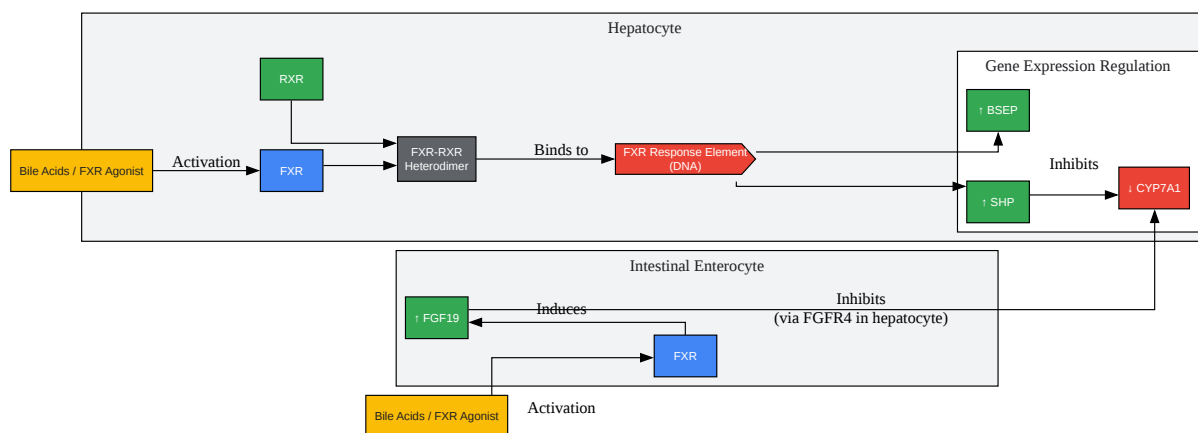 Hepatocyte
Gene Expression Regulation
RXR
↑ BSEP
Bile Acids / FXR Agonist
Activation
FXR
FXR-RXR
Heterodimer
Binds to
FXR Response Element
(DNA)
Inhibits
↑ SHP
↓ CYP7A1
Intestinal Enterocyte
↑ FGF19
Induces
Inhibits
(via FGFR4 in hepatocyte)
FXR
Bile Acids / FXR Agonist
Activation